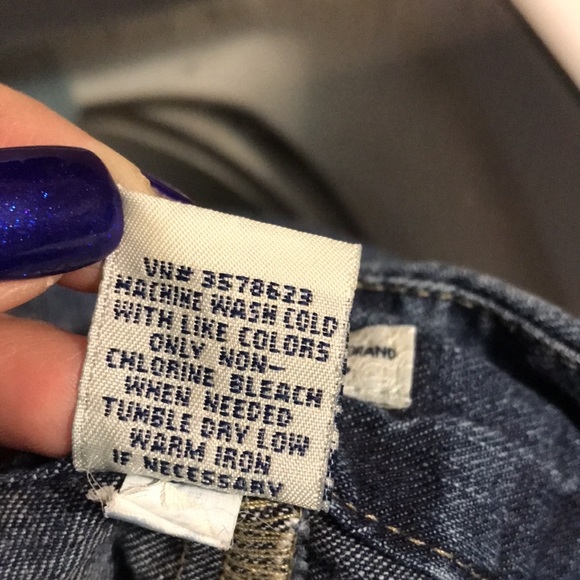 VN# 3578623
MACHINE WASH COLD
WITH LIKE COLORS
ONLY NON-
CHLORINE BLEACH
WHEN NEEDED
TUMBLE DRY LOW
WARM IRON
IF NECESSARY